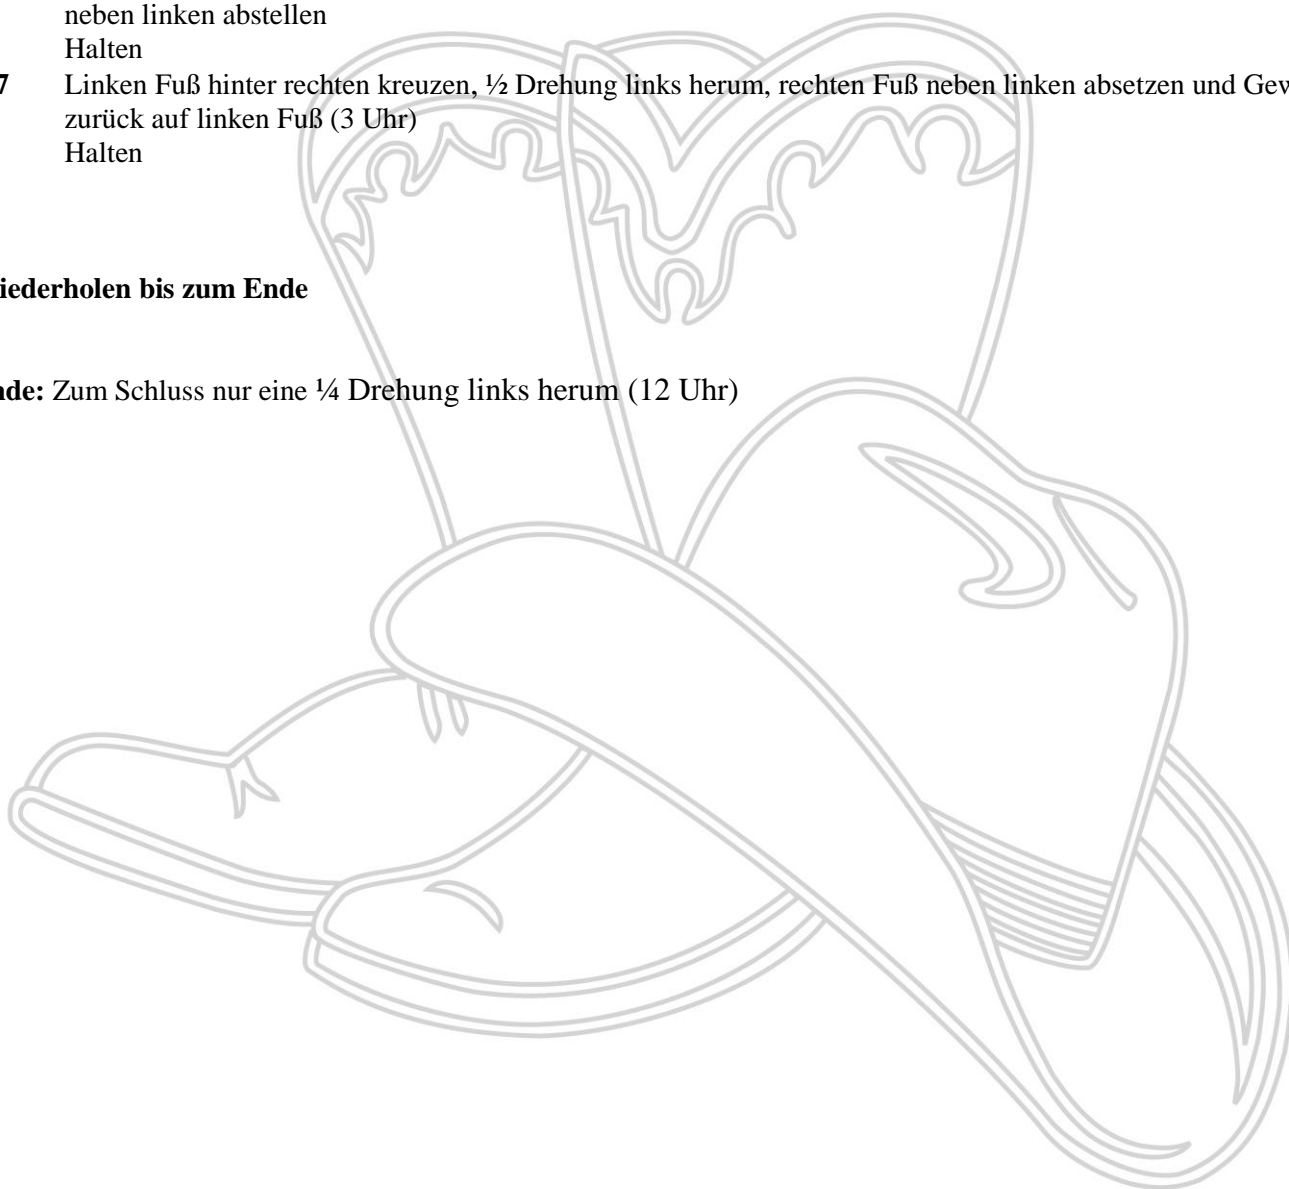 neben linken abstellen
Halten
7 Linken Fuß hinter rechten kreuzen, ½ Drehung links herum, rechten Fuß neben linken absetzen und Gew
zurück auf linken Fuß (3 Uhr)
Halten
iederholen bis zum Ende
nde: Zum Schluss nur eine ¼ Drehung links herum (12 Uhr)